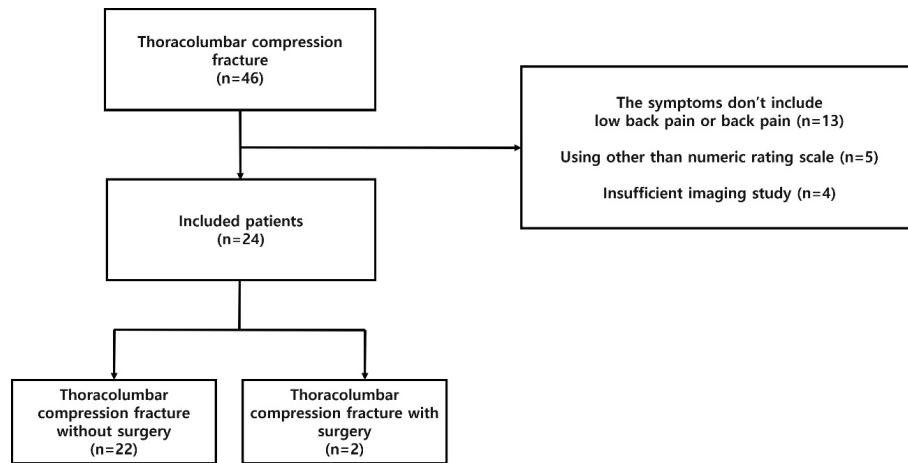 Thoracolumbar compression
fracture
(n=46)
The symptoms don't include
low back pain or back pain (n=13)
Using other than numeric rating scale (n=5)
Insufficient imaging study (n=4)
Included patients
(n=24)
Thoracolumbar
compression fracture
without surgery
(n=22)
Thoracolumbar
compression fracture with
surgery
(n=2)